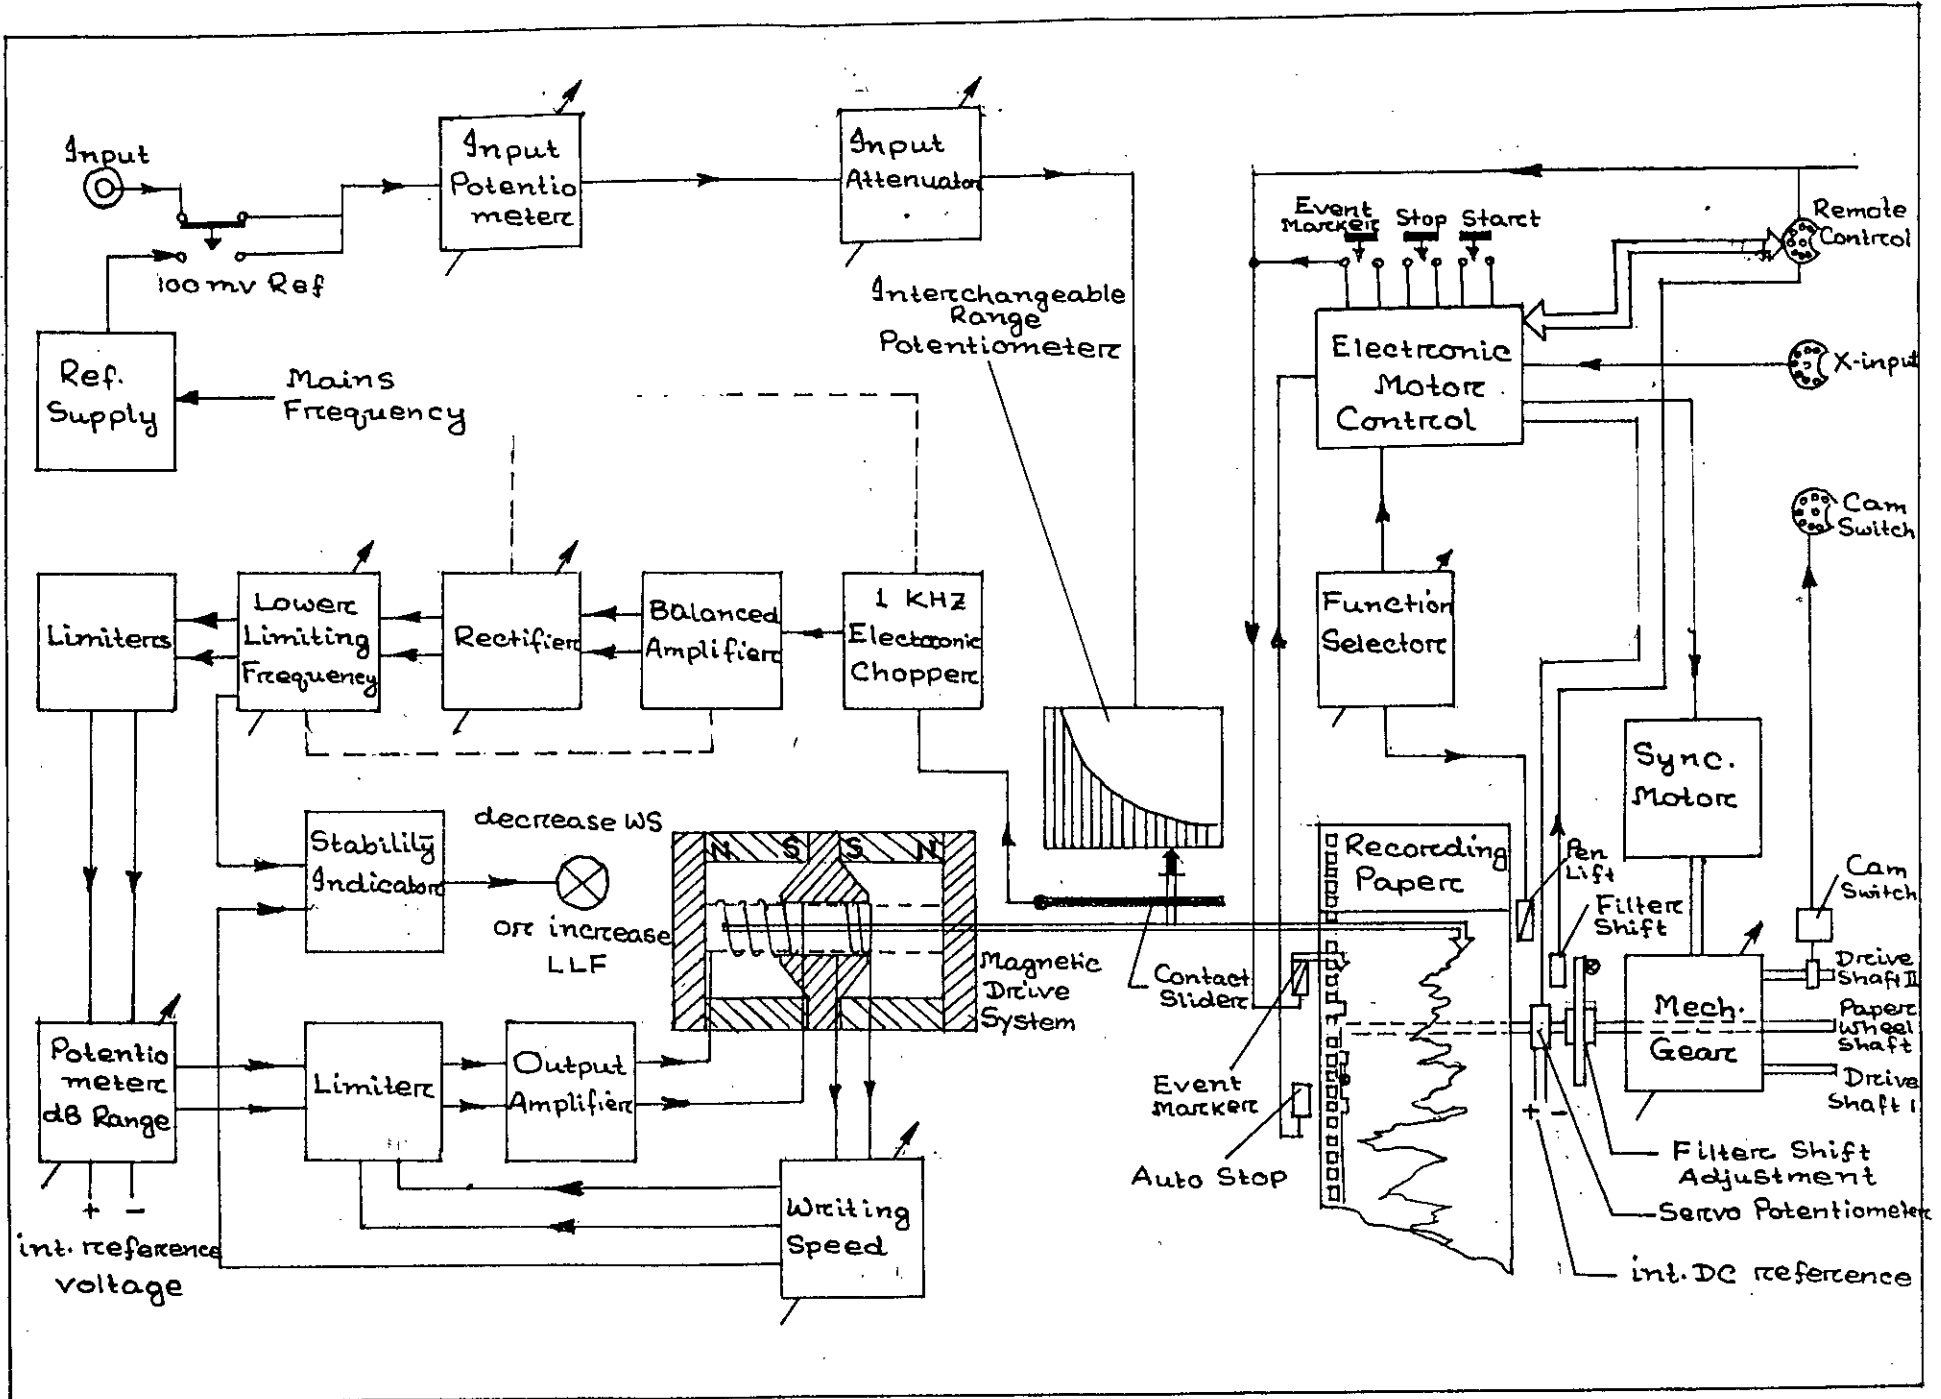 Input
Input
Potentio
meter
Input
Attenuator
100 mv Ref
Ref.
Supply
Mains
Frequency
Interchangeable
Range
Potentiometer
Event
Marker
Stop
Start
Remote
Control
Electronic
Motor
Control
X-input
Cam
Switch
Limiters
Lower
Limiting
Frequency
Rectifier
Balanced
Amplifier
1 KHZ
Electronic
Chopper
Function
Selector
Sync.
Motor
Stability
Indicator
decrease WS
or increase
LLF
N S S N
Magnetic
Drive
System
Contact
Slider
Recording
Paper
Pen
Lift
Filter
Shift
Cam
Switch
Drive
Shaft II
Paper
Wheel
Shaft
Drive
Shaft I
Mech.
Gear
Potentio
meter
dB Range
Limiter
Output
Amplifier
Event
Marker
Auto Stop
+ -
Filter Shift
Adjustment
Servo Potentiometer
int. DC reference
Writing
Speed
+ -
int. reference
voltage